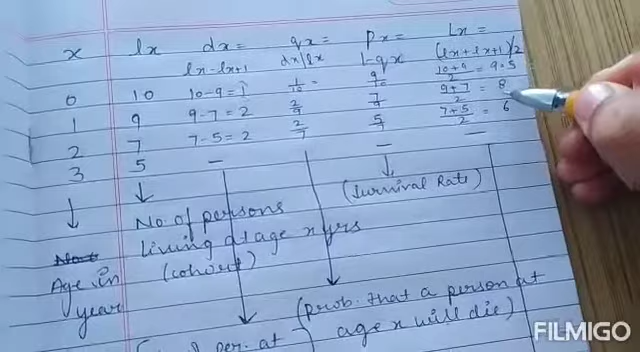 x lx dx= qx= px= Lx=
lx-lx+1 dx/lx 1-qx (lx+lx+1)/2
0 10 10-9=1 1/10= 9/10 (10+9)/2 = 9.5
1 9 9-7=2 2/9 7/9 (9+7)/2 = 8
2 7 7-5=2 2/7 5/7 (7+5)/2 = 6
3 5 - - -
No of persons (Survival Rate)
living at age x yrs
Age in (cohort)
year
(prob. that a person at
per. at age x will die)
FILMIGO